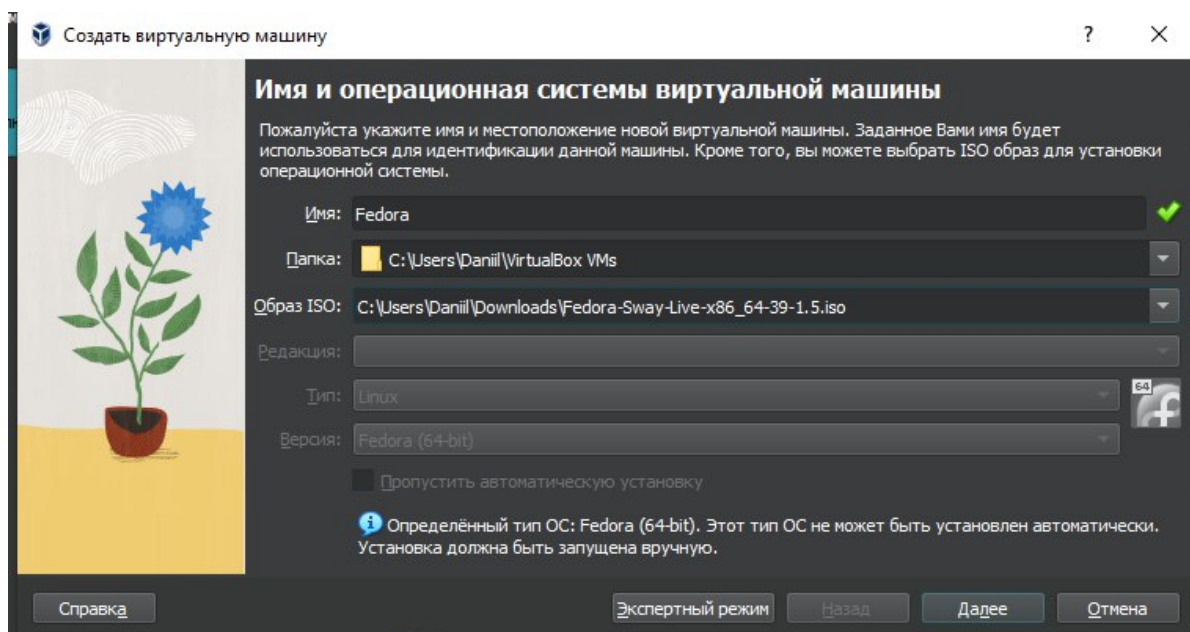 Создать виртуальную машину
?
Имя и операционная системы виртуальной машины
Пожалуйста укажите имя и местоположение новой виртуальной машины. Заданное Вами имя будет
использоваться для идентификации данной машины. Кроме того, вы можете выбрать ISO образ для установки
операционной системы.
Имя: Fedora
Папка: C:\Users\Daniil\VirtualBox VMs
Образ ISO: C:\Users\Daniil\Downloads\Fedora-Sway-Live-x86_64-39-1.5.iso
Редакция:
Тип: Linux
64
Версия: Fedora (64-bit)
Пропустить автоматическую установку
Определённый тип ОС: Fedora (64-bit). Этот тип ОС не может быть установлен автоматически.
Установка должна быть запущена вручную.
Справка Экспертный режим Назад Далее Отмена